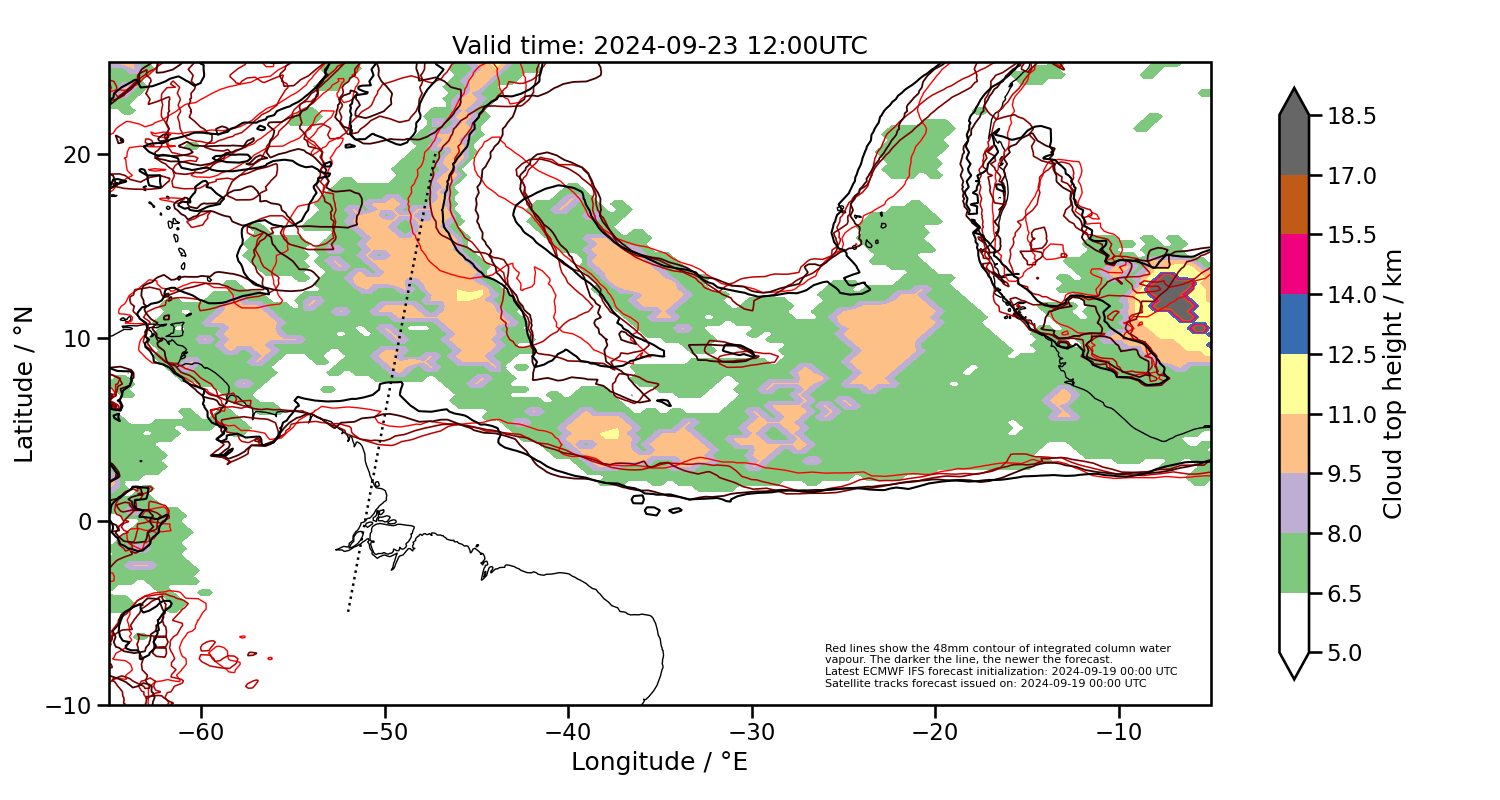 Valid time: 2024-09-23 12:00UTC
20
10
0
−10
Latitude / °N
−60
−50
−40
−30
−20
−10
Longitude / °E
Red lines show the 48mm contour of integrated column water
vapour. The darker the line, the newer the forecast.
Latest ECMWF IFS forecast initialization: 2024-09-19 00:00 UTC
Satellite tracks forecast issued on: 2024-09-19 00:00 UTC
18.5
17.0
15.5
14.0
12.5
11.0
9.5
8.0
6.5
5.0
Cloud top height / km